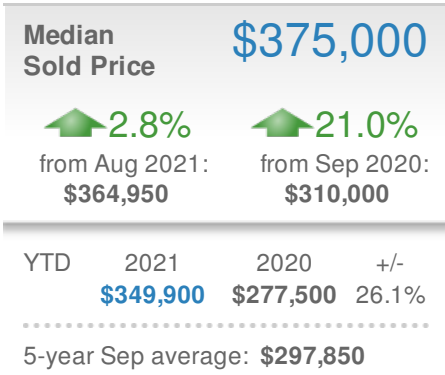 Median $375,000
Sold Price
2.8% 21.0%
from Aug 2021: from Sep 2020:
$364,950 $310,000
YTD 2021 2020 +/-
$349,900 $277,500 26.1%
5-year Sep average: $297,850